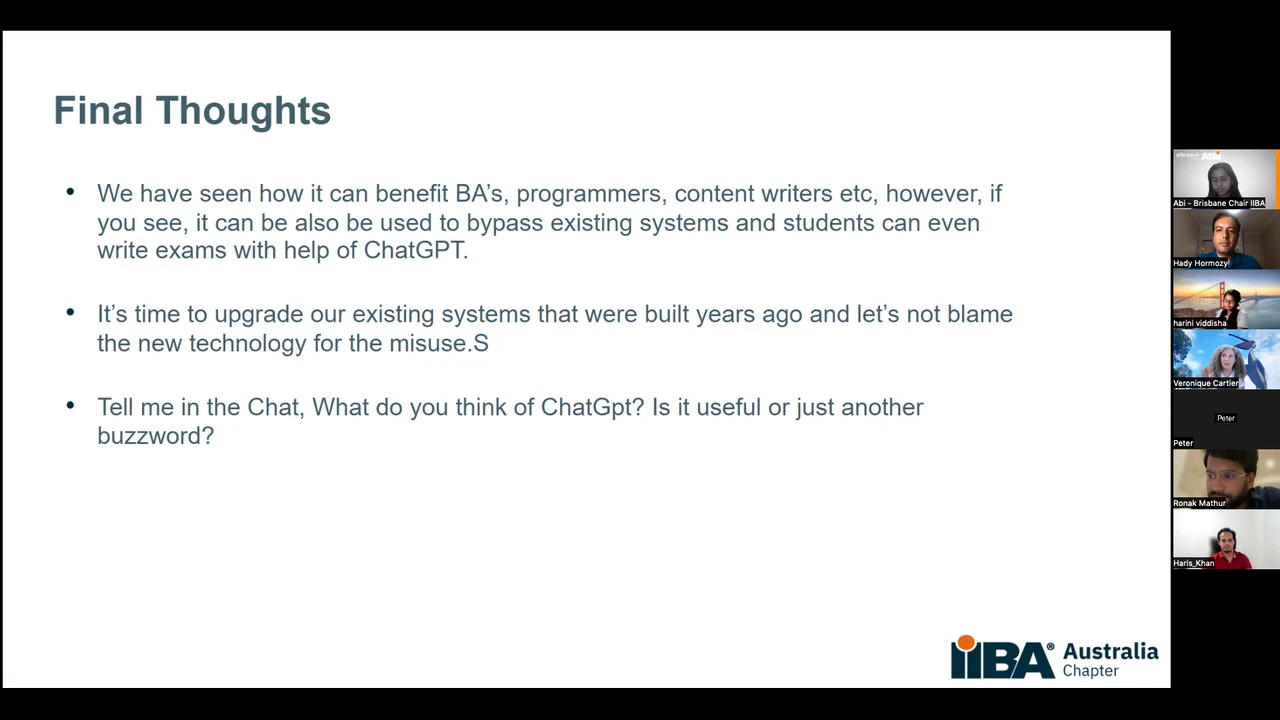 Final Thoughts
• We have seen how it can benefit BA's, programmers, content writers etc, however, if
you see, it can be also be used to bypass existing systems and students can even
write exams with help of ChatGPT.
• It's time to upgrade our existing systems that were built years ago and let's not blame
the new technology for the misuse.S
• Tell me in the Chat, What do you think of ChatGpt? Is it useful or just another
buzzword?
iiBA® Australia
Chapter
Abi - Brisbane Chair IIBA
Hady Hormozy
harini viddisha
Veronique Cartier
Peter
Peter
Ronak Mathur
Haris_Khan